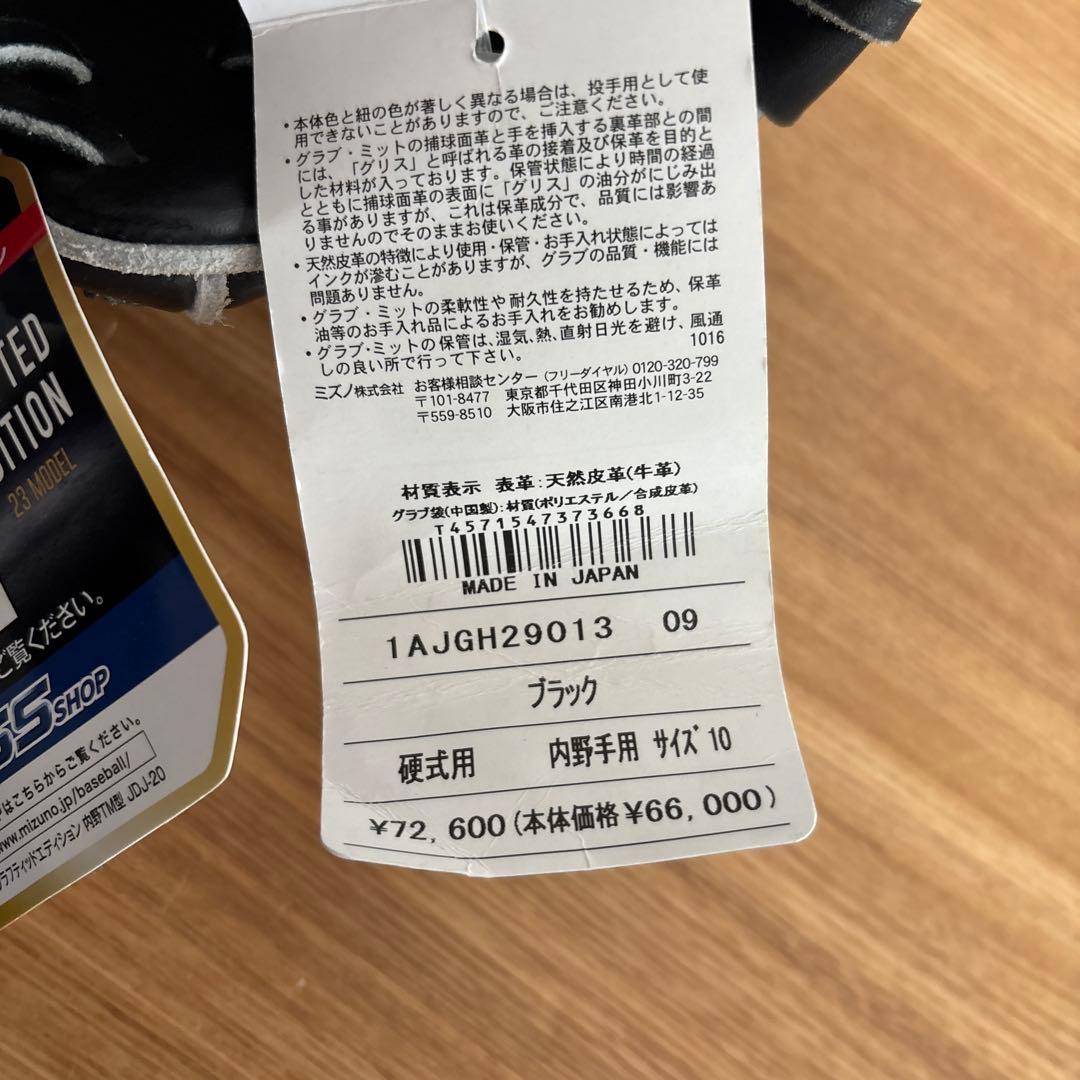 ・本体色と紐の色が著しく異なる場合は、投手用として使
用できないことがありますので、ご注意ください。
・グラブ・ミットの捕球面革と手を挿入する裏革部との間
には、「グリス」と呼ばれる革の接着及び保革を目的と
した材料が入っております。保管状態により時間の経過
とともに捕球面革の表面に「グリス」の油分がにじみ出
る事がありますが、これは保革成分で、品質には影響あ
りませんのでそのままお使いください。
・天然皮革の特徴により使用・保管・お手入れ状態によっては
インクが滲むことがありますが、グラブの品質・機能には
問題ありません。
・グラブ・ミットの柔軟性や耐久性を持たせるため、保革
油等のお手入れ品によるお手入れをお勧めします。
・グラブ・ミットの保管は、湿気、熱、直射日光を避け、風通
しの良い所で行って下さい。 1016
ミズノ株式会社 お客様相談センター (フリーダイヤル) 0120-320-799
〒101-8477 東京都千代田区神田小川町3-22
〒559-8510 大阪市住之江区南港北1-12-35
材質表示 表革:天然皮革(牛革)
グラブ袋(中国製):材質(ポリエステル/合成皮革)
T4571547373668
MADE IN JAPAN
1AJGH29013 09
ブラック
硬式用 内野手用 サイズ10
¥72,600(本体価格¥66,000)
TED
ITION
23 MODEL
ご覧ください。
SS SHOP
はこちらからご覧ください。
www.mizuno.jp/baseball/
ラフティッドエディション 内野TM型 JDJ-20